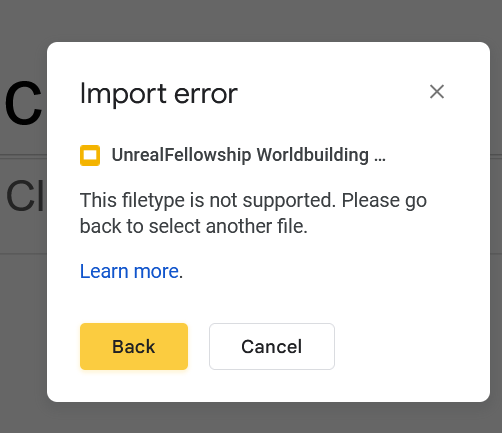 Import error
UnrealFellowship Worldbuilding ...
This filetype is not supported. Please go
back to select another file.
Learn more.
Back
Cancel
C
Cl